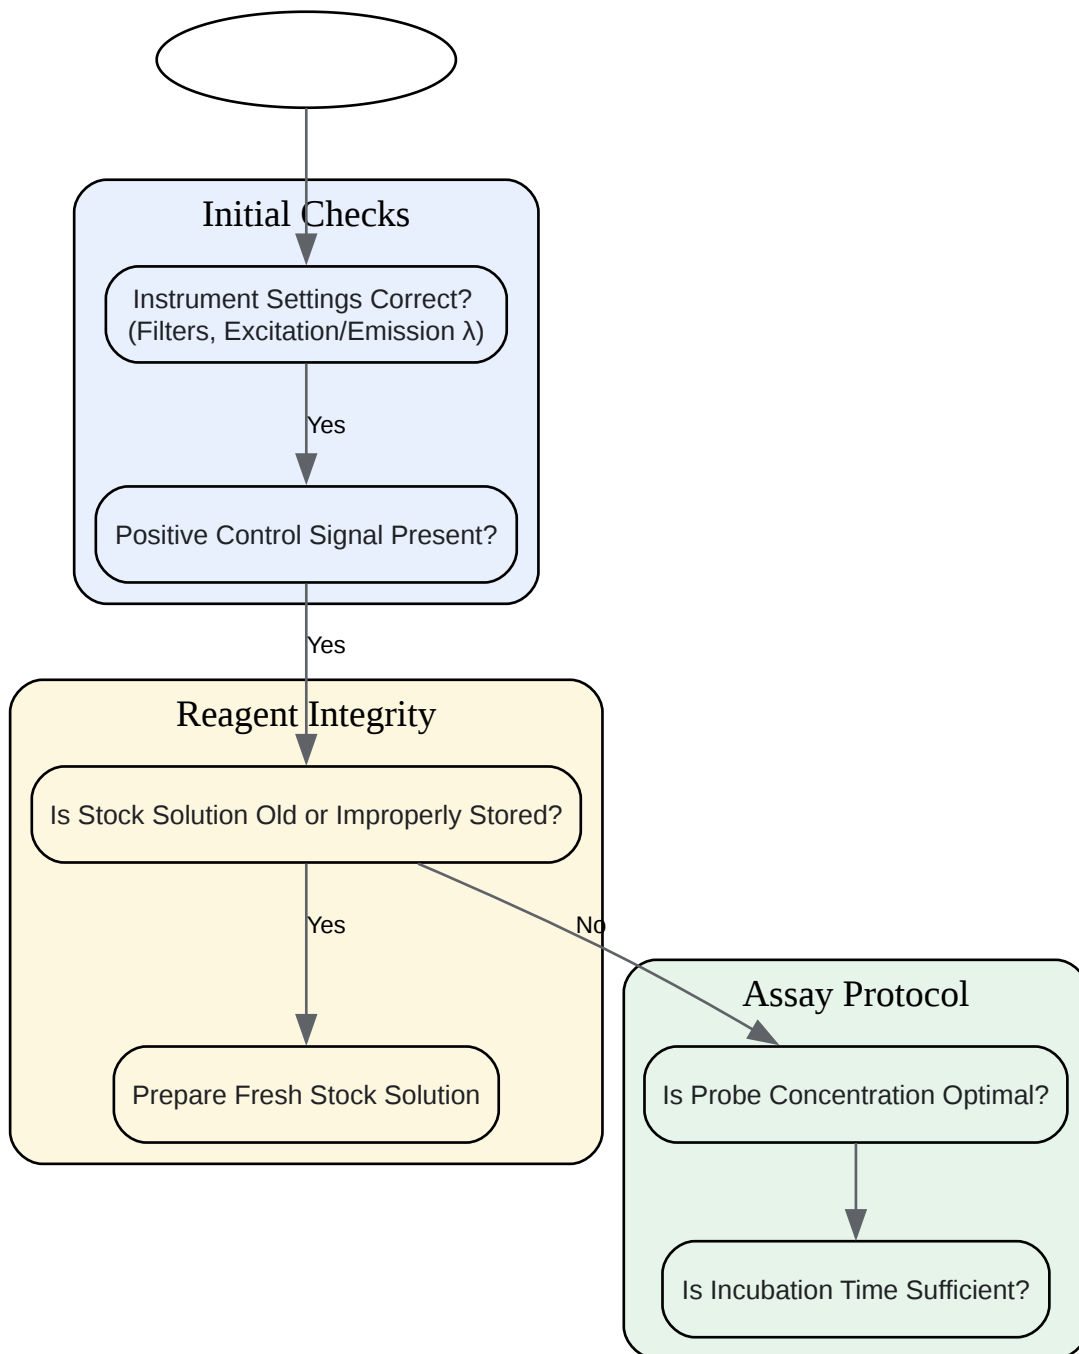 Initial Checks
Instrument Settings Correct?
(Filters, Excitation/Emission λ)
Yes
Positive Control Signal Present?
Yes
Reagent Integrity
Is Stock Solution Old or Improperly Stored?
Yes
No
Prepare Fresh Stock Solution
Assay Protocol
Is Probe Concentration Optimal?
Is Incubation Time Sufficient?